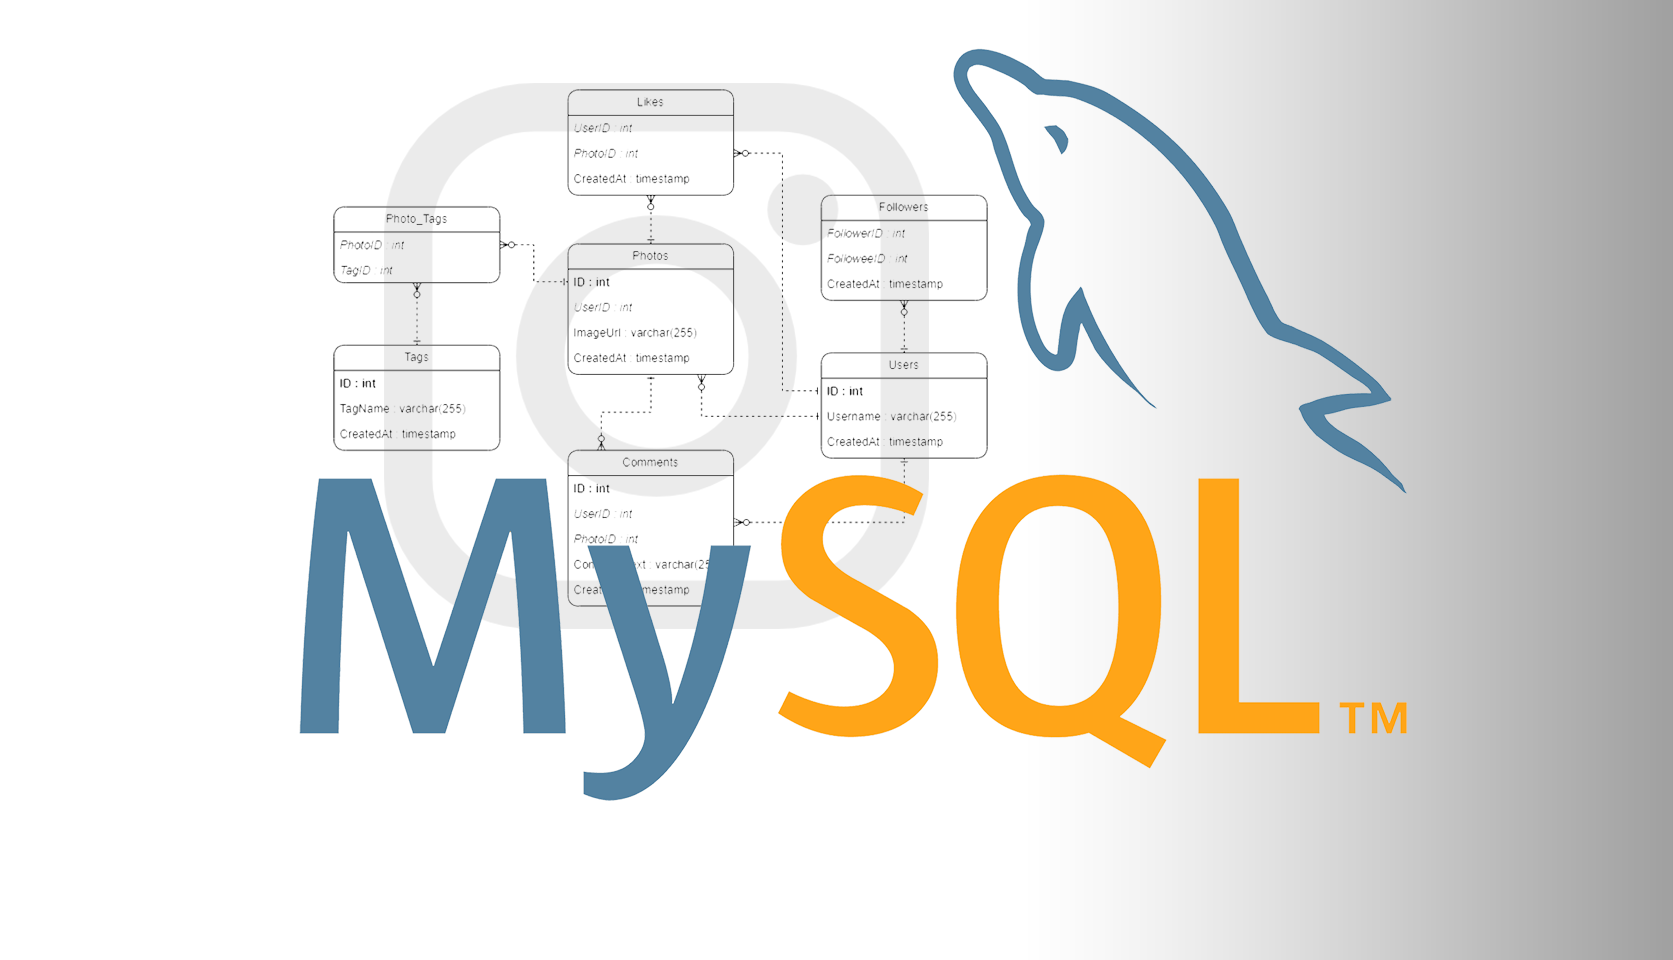 Likes
UserID : int
PhotoID : int
CreatedAt : timestamp
Photo_Tags
PhotoID : int
TagID : int
Photos
ID : int
UserID : int
ImageUrl : varchar(255)
CreatedAt : timestamp
Followers
FollowerID : int
FolloweeID : int
CreatedAt : timestamp
Tags
ID : int
TagName : varchar(255)
CreatedAt : timestamp
Users
ID : int
Username : varchar(255)
CreatedAt : timestamp
Comments
ID : int
UserID : int
PhotoID : int
MySQL TM